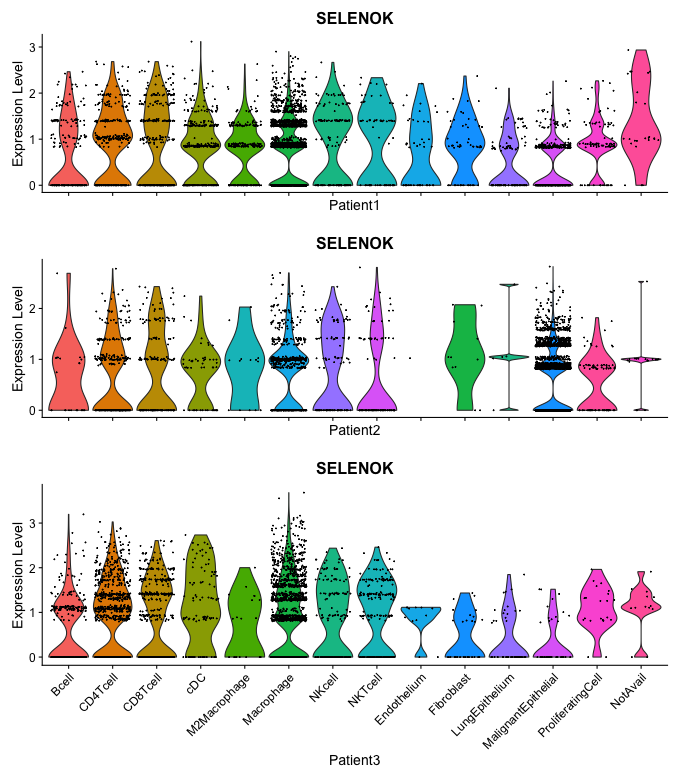 SELENOK
Expression Level
3
2
1
0
Patient1
SELENOK
Expression Level
2
1
0
Patient2
SELENOK
Expression Level
3
2
1
0
Bcell
CD4Tcell
CD8Tcell
cDC
M2Macrophage
Macrophage
NKcell
NKTcell
Endothelium
Fibroblast
LungEpithelium
MalignantEpithelial
ProliferatingCell
NotAvail
Patient3